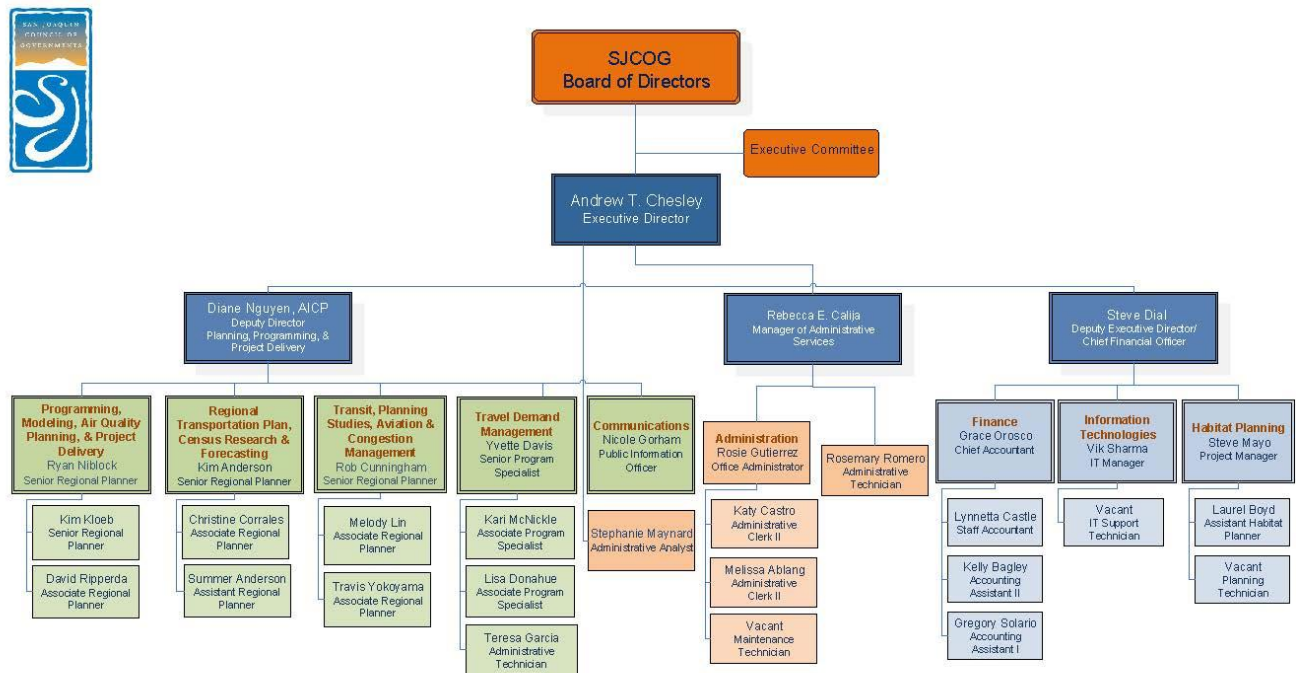 SAN JOAQUIN
COUNCIL OF
GOVERNMENTS
SJ
SJCOG
Board of Directors
Executive Committee
Andrew T. Chesley
Executive Director
Diane Nguyen, AICP
Deputy Director
Planning, Programming, &
Project Delivery
Rebecca E. Calija
Manager of Administrative
Services
Steve Dial
Deputy Executive Director/
Chief Financial Officer
Programming,
Modeling, Air Quality
Planning, & Project
Delivery
Ryan Niblock
Senior Regional Planner
Kim Kloeb
Senior Regional
Planner
David Ripperda
Associate Regional
Planner
Regional
Transportation Plan,
Census Research &
Forecasting
Kim Anderson
Senior Regional Planner
Christine Corrales
Associate Regional
Planner
Summer Anderson
Assistant Regional
Planner
Transit, Planning
Studies, Aviation &
Congestion
Management
Rob Cunningham
Senior Regional Planner
Melody Lin
Associate Regional
Planner
Travis Yokoyama
Associate Regional
Planner
Travel Demand
Management
Yvette Davis
Senior Program
Specialist
Kari McNickle
Associate Program
Specialist
Lisa Donahue
Associate Program
Specialist
Teresa Garcia
Administrative
Technician
Communications
Nicole Gorham
Public Information
Officer
Stephanie Maynard
Administrative Analyst
Administration
Rosie Gutierrez
Office Administrator
Katy Castro
Administrative
Clerk II
Melissa Ablang
Administrative
Clerk II
Vacant
Maintenance
Technician
Rosemary Romero
Administrative
Technician
Finance
Grace Orosco
Chief Accountant
Lynnetta Castle
Staff Accountant
Kelly Bagley
Accounting
Assistant II
Gregory Solario
Accounting
Assistant I
Information
Technologies
Vik Sharma
IT Manager
Vacant
IT Support
Technician
Habitat Planning
Steve Mayo
Project Manager
Laurel Boyd
Assistant Habitat
Planner
Vacant
Planning
Technician